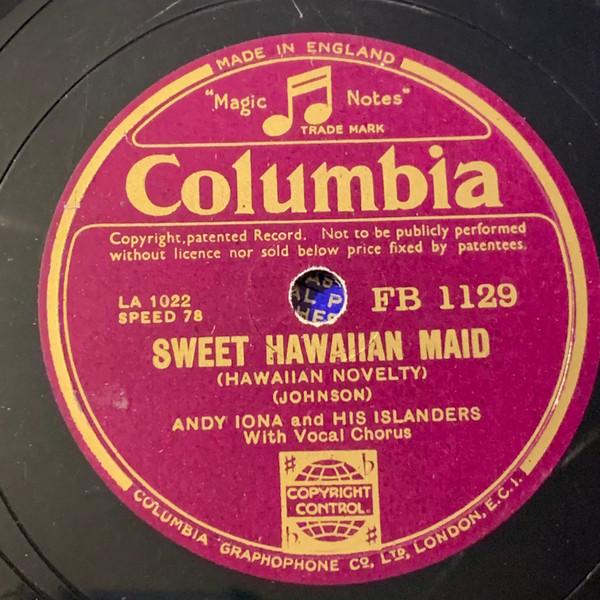 MADE IN ENGLAND
"Magic Notes"
TRADE MARK
Columbia
Copyright, patented Record. Not to be publicly performed
without licence nor sold below price fixed by patentees.
LA 1022
SPEED 78
FB 1129
SWEET HAWAIIAN MAID
(HAWAIIAN NOVELTY)
(JOHNSON)
ANDY IONA and HIS ISLANDERS
With Vocal Chorus
COPYRIGHT
CONTROL.
COLUMBIA GRAPHOPHONE Co, LTD, LONDON, E.C.1.